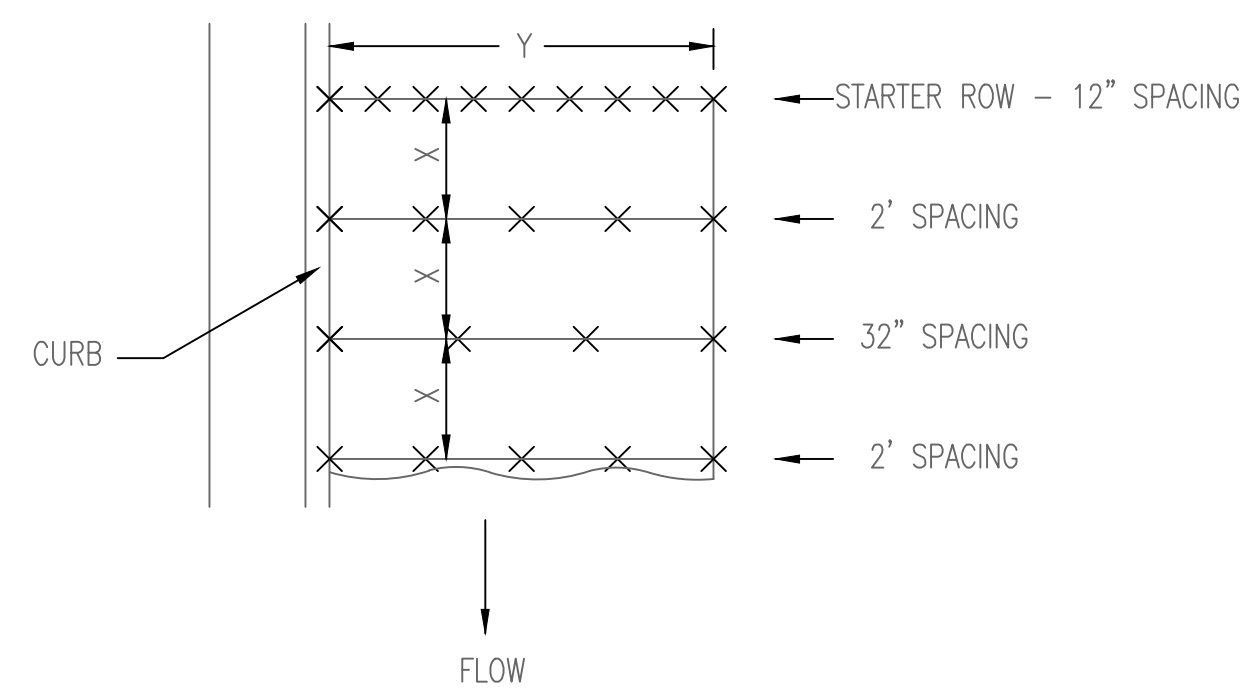 Y
STARTER ROW – 12" SPACING
X
2' SPACING
X
32" SPACING
CURB
X
2' SPACING
FLOW